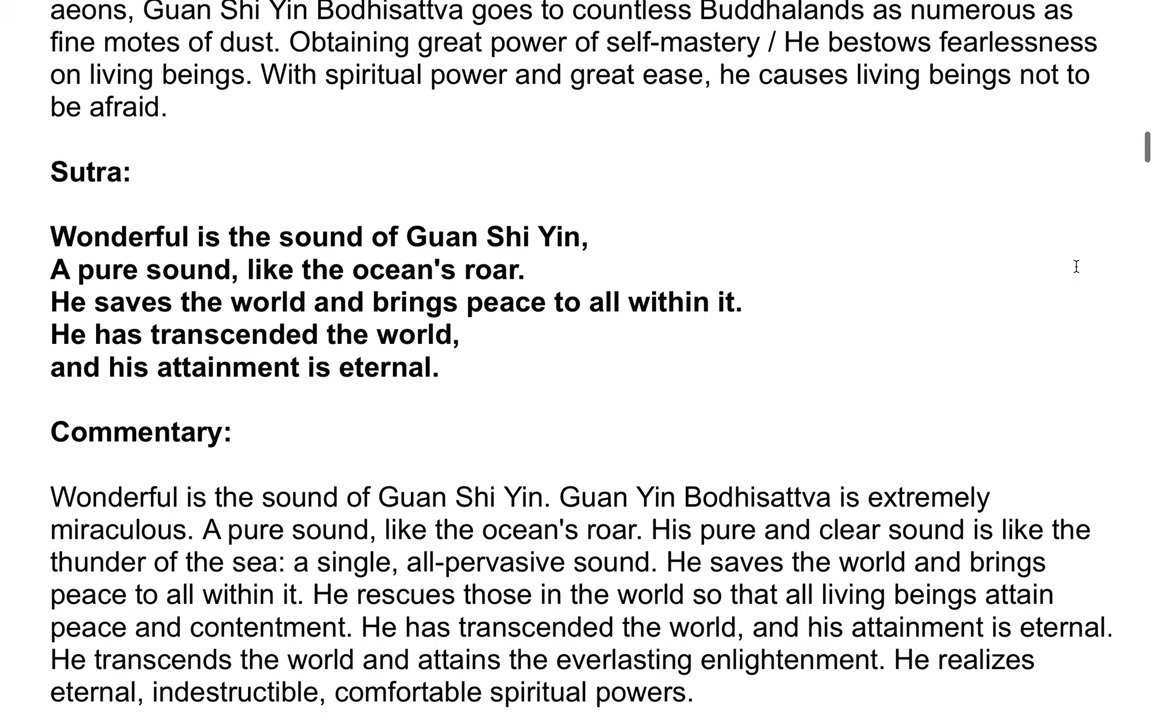 aeons, Guan Shi Yin Bodhisattva goes to countless Buddhalands as numerous as
fine motes of dust. Obtaining great power of self-mastery / He bestows fearlessness
on living beings. With spiritual power and great ease, he causes living beings not to
be afraid.
Sutra:
Wonderful is the sound of Guan Shi Yin,
A pure sound, like the ocean's roar.
He saves the world and brings peace to all within it.
He has transcended the world,
and his attainment is eternal.
Commentary:
Wonderful is the sound of Guan Shi Yin. Guan Yin Bodhisattva is extremely
miraculous. A pure sound, like the ocean's roar. His pure and clear sound is like the
thunder of the sea: a single, all-pervasive sound. He saves the world and brings
peace to all within it. He rescues those in the world so that all living beings attain
peace and contentment. He has transcended the world, and his attainment is eternal.
He transcends the world and attains the everlasting enlightenment. He realizes
eternal, indestructible, comfortable spiritual powers.